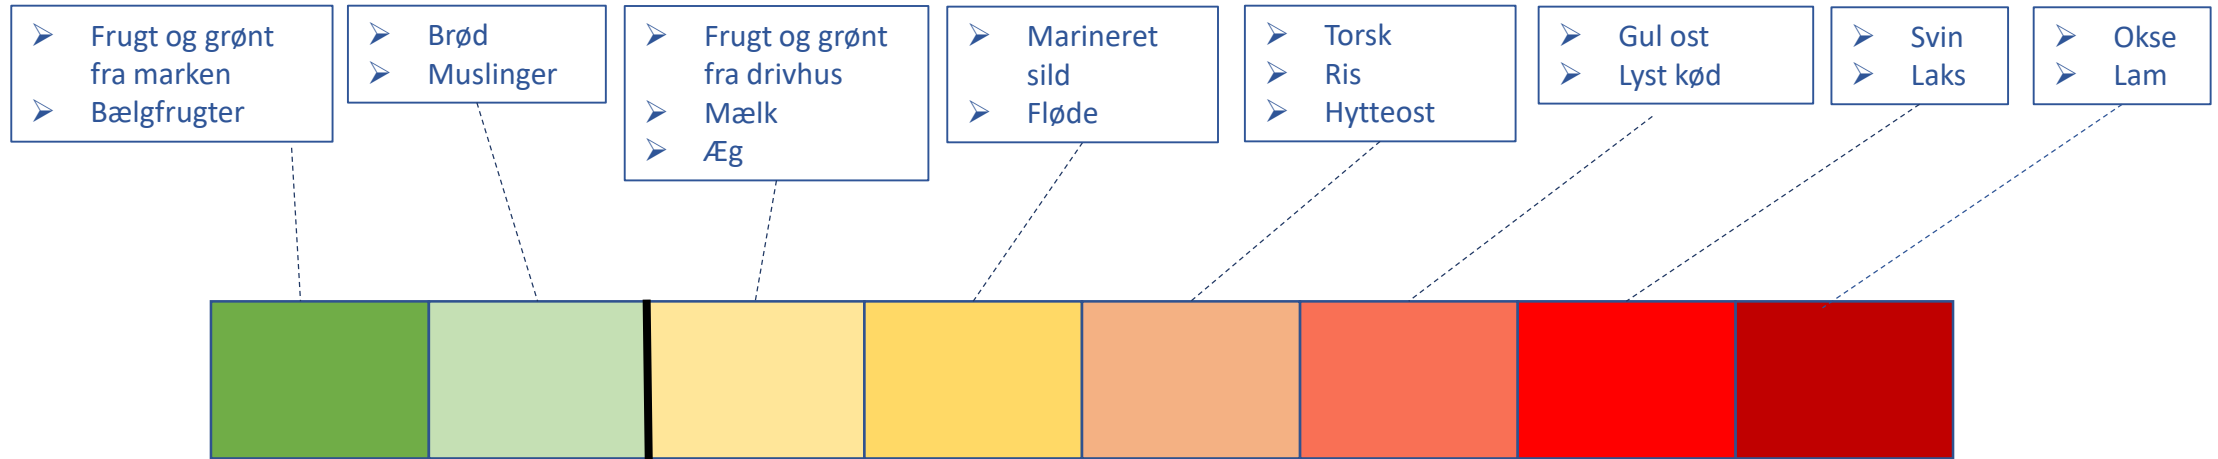 Frugt og grønt
fra marken
Bælgfrugter
Brød
Muslinger
Frugt og grønt
fra drivhus
Mælk
Æg
Marineret
sild
Fløde
Torsk
Ris
Hytteost
Gul ost
Lyst kød
Svin
Laks
Okse
Lam